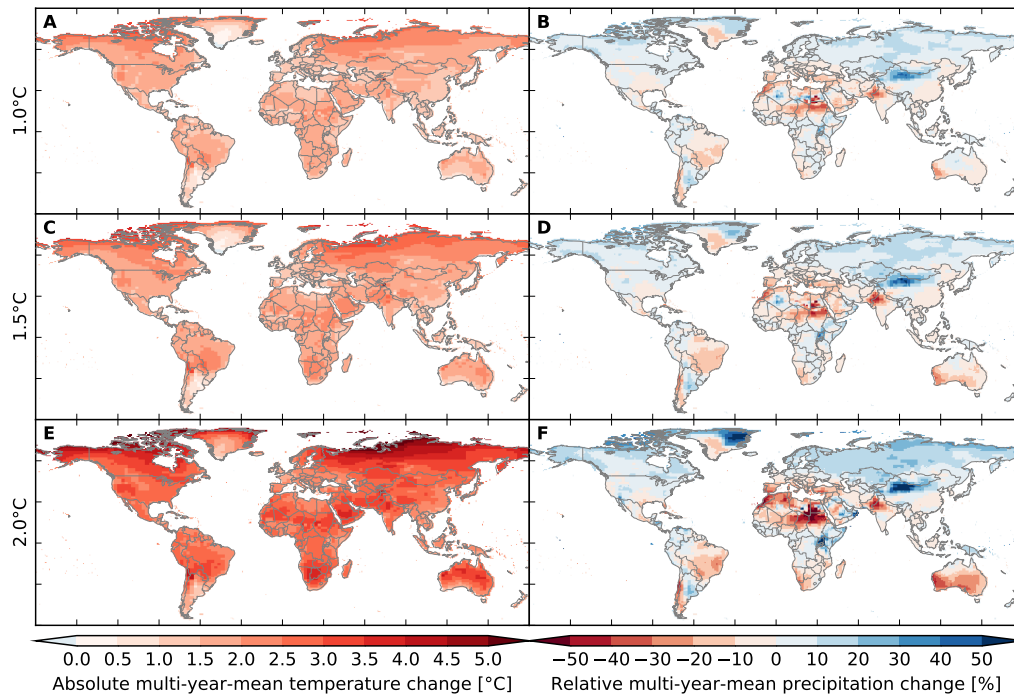 A
B
1.0°C
C
D
1.5°C
E
F
2.0°C
0.0 0.5 1.0 1.5 2.0 2.5 3.0 3.5 4.0 4.5 5.0
−50 −40 −30 −20 −10 0 10 20 30 40 50
Absolute multi-year-mean temperature change [°C]
Relative multi-year-mean precipitation change [%]